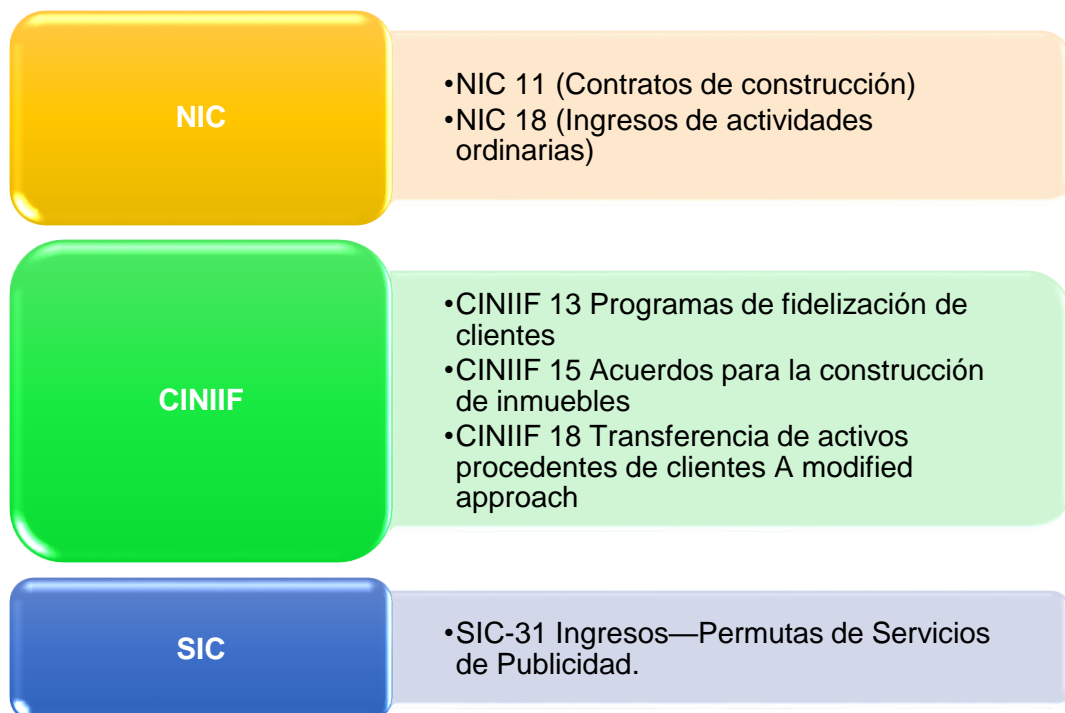 NIC
•NIC 11 (Contratos de construcción)
•NIC 18 (Ingresos de actividades
ordinarias)
CINIIF
•CINIIF 13 Programas de fidelización de
clientes
•CINIIF 15 Acuerdos para la construcción
de inmuebles
•CINIIF 18 Transferencia de activos
procedentes de clientes A modified
approach
SIC
•SIC-31 Ingresos—Permutas de Servicios
de Publicidad.